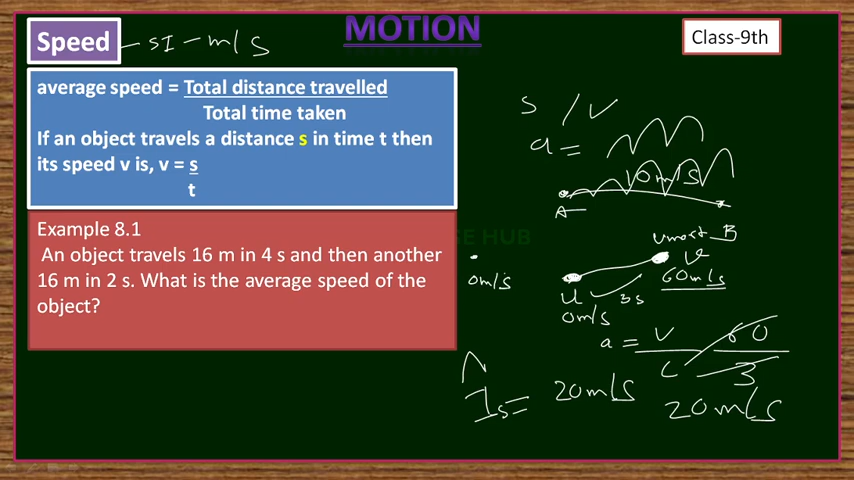 MOTION
Speed - SI - m/s
Class-9th
average speed = Total distance travelled
Total time taken
If an object travels a distance s in time t then
its speed v is, v = s
t
Example 8.1
An object travels 16 m in 4 s and then another
16 m in 2 s. What is the average speed of the
object?
s / v
a =
10m/s
A
B
v
0m/s
60m/s
u
3s
0m/s
a = v 60
3
1s = 20m/s
20m/s